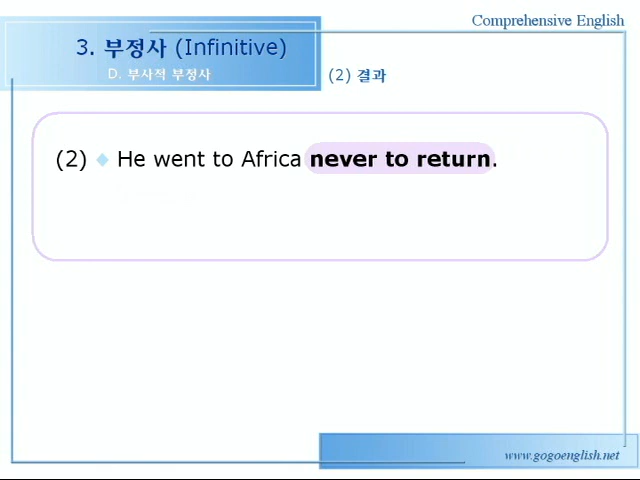 Comprehensive English
3. 부정사 (Infinitive)
D. 부사적 부정사
(2) 결과
(2) ◆ He went to Africa never to return.
www.gogoenglish.net